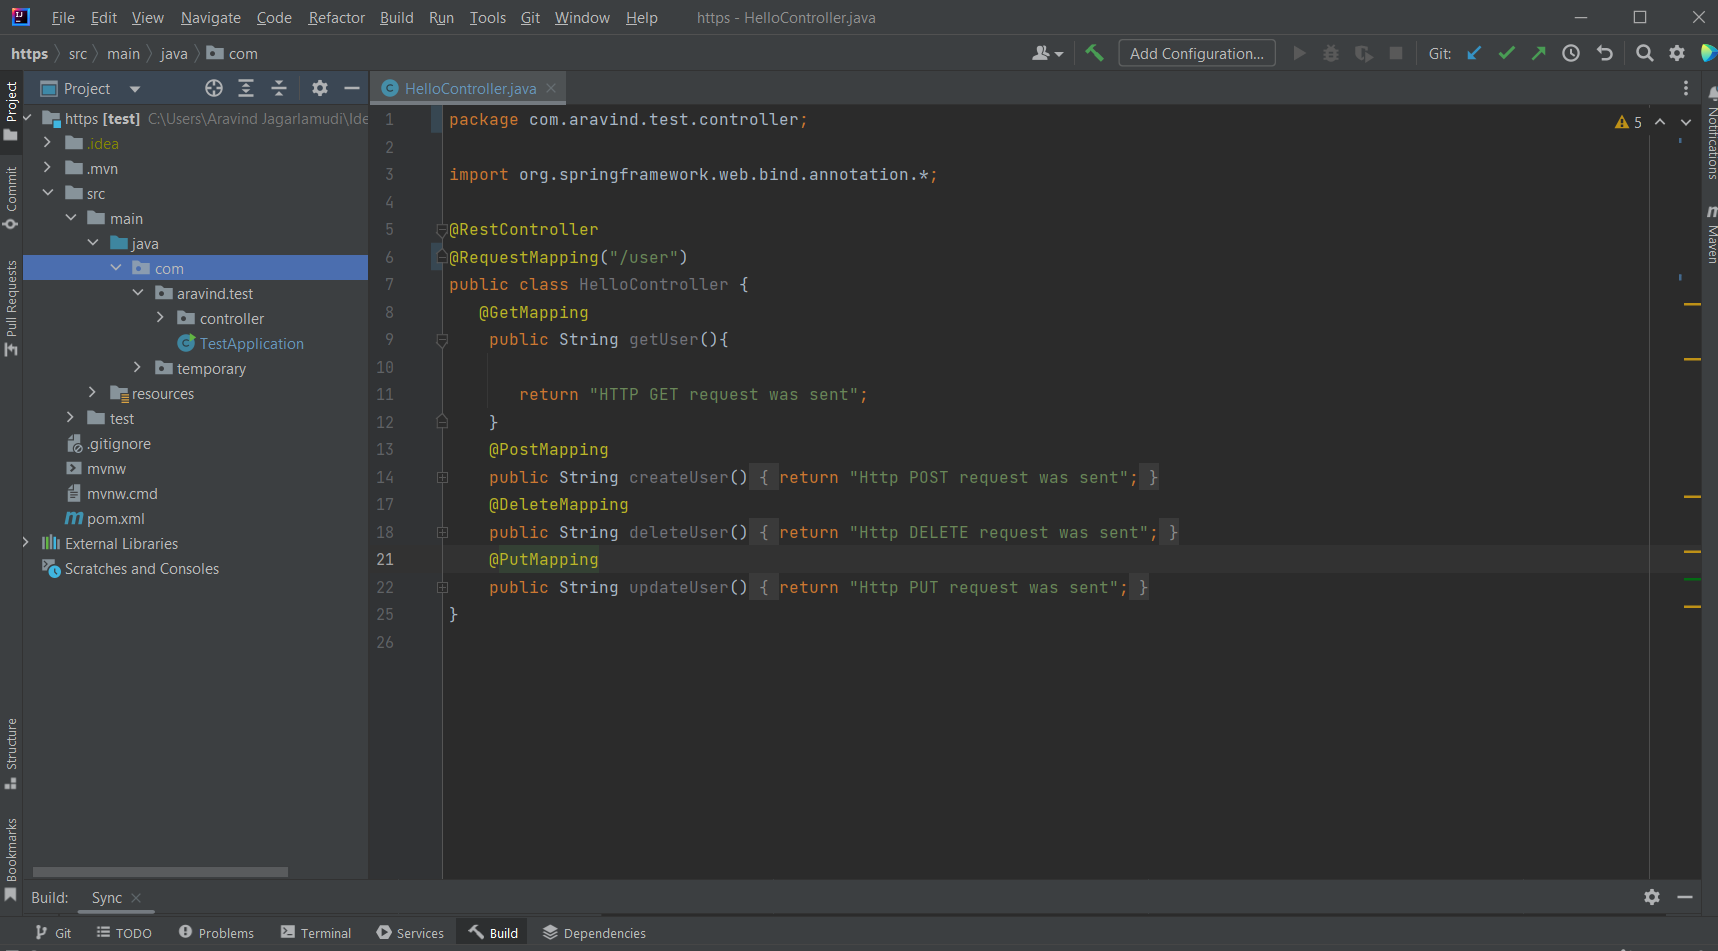 File Edit View Navigate Code Refactor Build Run Tools Git Window Help https - HelloController.java
https src main java com Add Configuration... Git:
Project
Commit
Pull Requests
Structure
Bookmarks
Project
https [test] C:\Users\Aravind Jagarlamudi\Ide
.idea
.mvn
src
main
java
com
aravind.test
controller
TestApplication
temporary
resources
test
.gitignore
mvnw
mvnw.cmd
pom.xml
External Libraries
Scratches and Consoles
HelloController.java
5
1 package com.aravind.test.controller;
2
3 import org.springframework.web.bind.annotation.*;
4
5 @RestController
6 @RequestMapping("/user")
7 public class HelloController {
8 @GetMapping
9 public String getUser(){
10
11 return "HTTP GET request was sent";
12 }
13 @PostMapping
14 public String createUser() { return "Http POST request was sent"; }
17 @DeleteMapping
18 public String deleteUser() { return "Http DELETE request was sent"; }
21 @PutMapping
22 public String updateUser() { return "Http PUT request was sent"; }
25 }
26
Notifications
Maven
Build: Sync
Git TODO Problems Terminal Services Build Dependencies